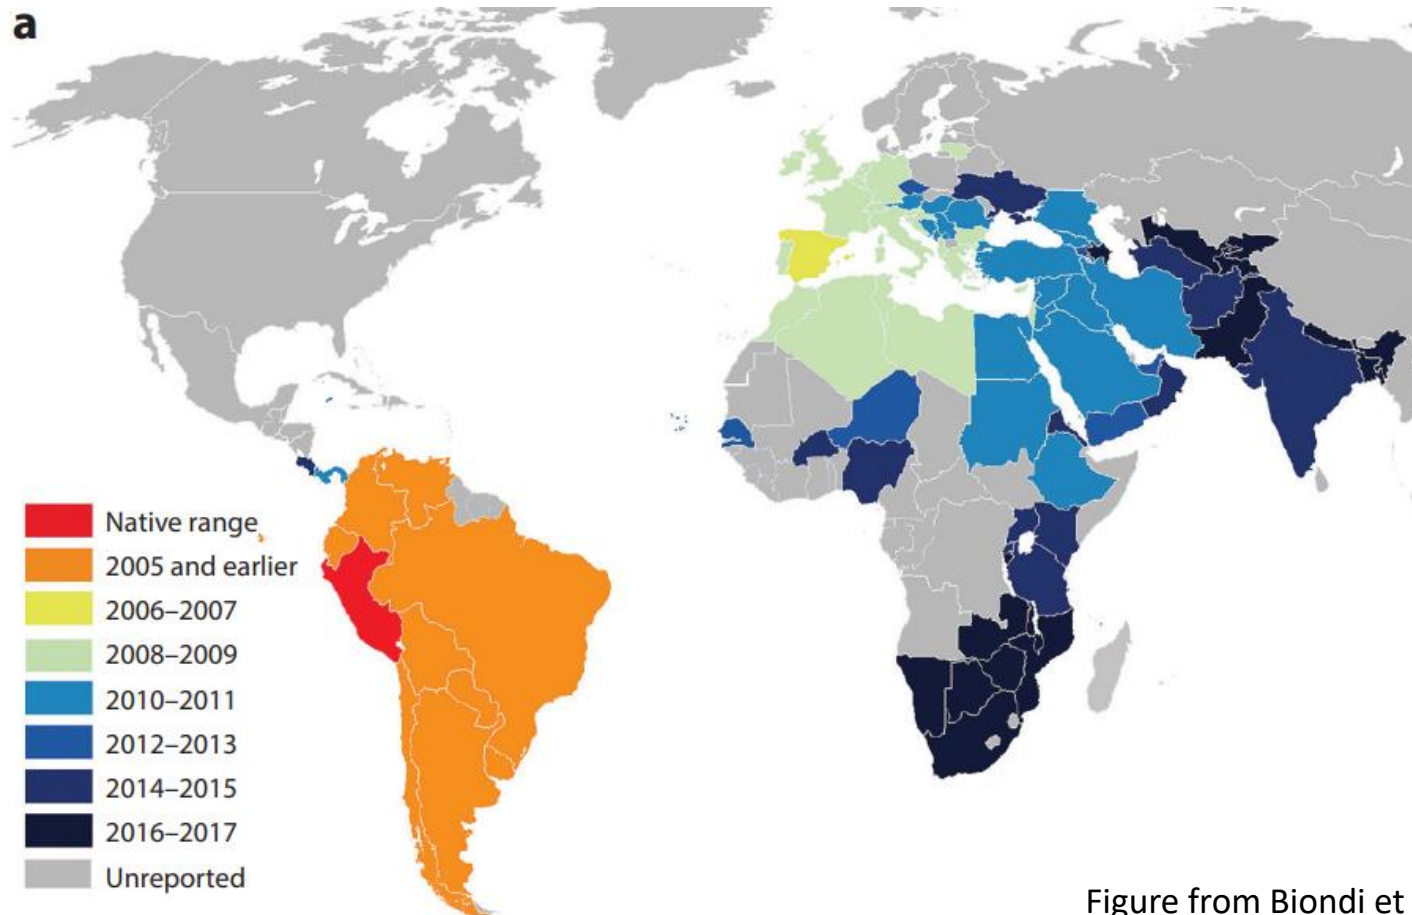 a
Native range
2005 and earlier
2006–2007
2008–2009
2010–2011
2012–2013
2014–2015
2016–2017
Unreported
Figure from Biondi et